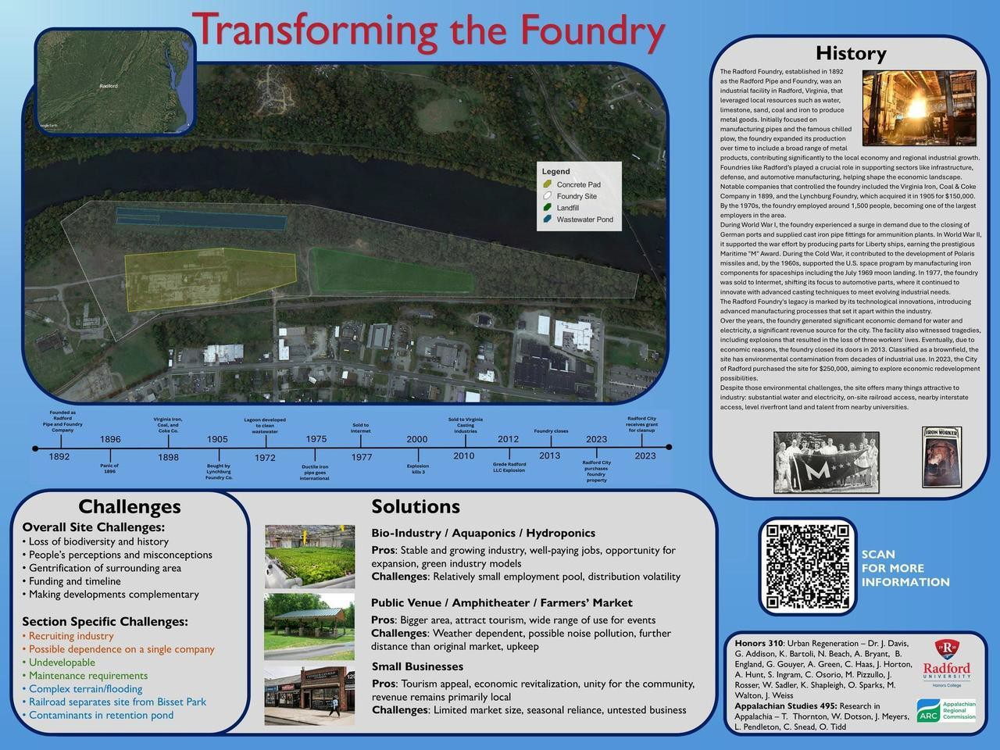 Transforming the Foundry
Radford
Google Earth
Legend
Concrete Pad
Foundry Site
Landfill
Wastewater Pond
Founded as
Radford
Pipe and Foundry
Company
1892
1896
Panic of
1896
Virginia Iron,
Coal, and
Coke Co.
1898
1905
Bought by
Lynchburg
Foundry Co.
Lagoon developed
to clean
wastewater
1972
1975
Ductile iron
pipe goes
international
Sold to
Intermet
1977
2000
Explosion
kills 3
Sold to Virginia
Casting
Industries
2010
2012
Grede Radford
LLC Explosion
Foundry closes
2013
2023
Radford City
purchases
foundry
property
Radford City
receives grant
for cleanup
2023
History
The Radford Foundry, established in 1892
as the Radford Pipe and Foundry, was an
industrial facility in Radford, Virginia, that
leveraged local resources such as water,
limestone, sand, coal and iron to produce
metal goods. Initially focused on
manufacturing pipes and the famous chilled
plow, the foundry expanded its production
over time to include a broad range of metal
products, contributing significantly to the local economy and regional industrial growth.
Foundries like Radford's played a crucial role in supporting sectors like infrastructure,
defense, and automotive manufacturing, helping shape the economic landscape.
Notable companies that controlled the foundry included the Virginia Iron, Coal & Coke
Company in 1899, and the Lynchburg Foundry, which acquired it in 1905 for $150,000.
By the 1970s, the foundry employed around 1,500 people, becoming one of the largest
employers in the area.
During World War I, the foundry experienced a surge in demand due to the closing of
German ports and supplied cast iron pipe fittings for ammunition plants. In World War II,
it supported the war effort by producing parts for Liberty ships, earning the prestigious
Maritime "M" Award. During the Cold War, it contributed to the development of Polaris
missiles and, by the 1960s, supported the U.S. space program by manufacturing iron
components for spaceships including the July 1969 moon landing. In 1977, the foundry
was sold to Intermet, shifting its focus to automotive parts, where it continued to
innovate with advanced casting techniques to meet evolving industrial needs.
The Radford Foundry's legacy is marked by its technological innovations, introducing
advanced manufacturing processes that set it apart within the industry.
Over the years, the foundry generated significant economic demand for water and
electricity, a significant revenue source for the city. The facility also witnessed tragedies,
including explosions that resulted in the loss of three workers' lives. Eventually, due to
economic reasons, the foundry closed its doors in 2013. Classified as a brownfield, the
site has environmental contamination from decades of industrial use. In 2023, the City
of Radford purchased the site for $250,000, aiming to explore economic redevelopment
possibilities.
Despite those environmental challenges, the site offers many things attractive to
industry: substantial water and electricity, on-site railroad access, nearby interstate
access, level riverfront land and talent from nearby universities.
M
IRON WORKER
Challenges
Overall Site Challenges:
• Loss of biodiversity and history
• People's perceptions and misconceptions
• Gentrification of surrounding area
• Funding and timeline
• Making developments complementary
Section Specific Challenges:
• Recruiting industry
• Possible dependence on a single company
• Undevelopable
• Maintenance requirements
• Complex terrain/flooding
• Railroad separates site from Bisset Park
• Contaminants in retention pond
Solutions
Bio-Industry / Aquaponics / Hydroponics
Pros: Stable and growing industry, well-paying jobs, opportunity for
expansion, green industry models
Challenges: Relatively small employment pool, distribution volatility
Public Venue / Amphitheater / Farmers' Market
Pros: Bigger area, attract tourism, wide range of use for events
Challenges: Weather dependent, possible noise pollution, further
distance than original market, upkeep
Small Businesses
Pros: Tourism appeal, economic revitalization, unity for the community,
revenue remains primarily local
Challenges: Limited market size, seasonal reliance, untested business
SCAN
FOR MORE
INFORMATION
Honors 310: Urban Regeneration – Dr. J. Davis,
G. Addison, K. Bartoli, N. Beach, A. Bryant, B.
England, G. Gouyer, A. Green, C. Haas, J. Horton,
A. Hunt, S. Ingram, C. Osorio, M. Pizzullo, J.
Rosser, W. Sadler, K. Shapleigh, O. Sparks, M.
Walton, J. Weiss
Appalachian Studies 495: Research in
Appalachia – T. Thornton, W. Dotson, J. Meyers,
L. Pendleton, C. Snead, O. Tidd
19 R 10
Radford
UNIVERSITY
Honors College
ARC
Appalachian
Regional
Commission